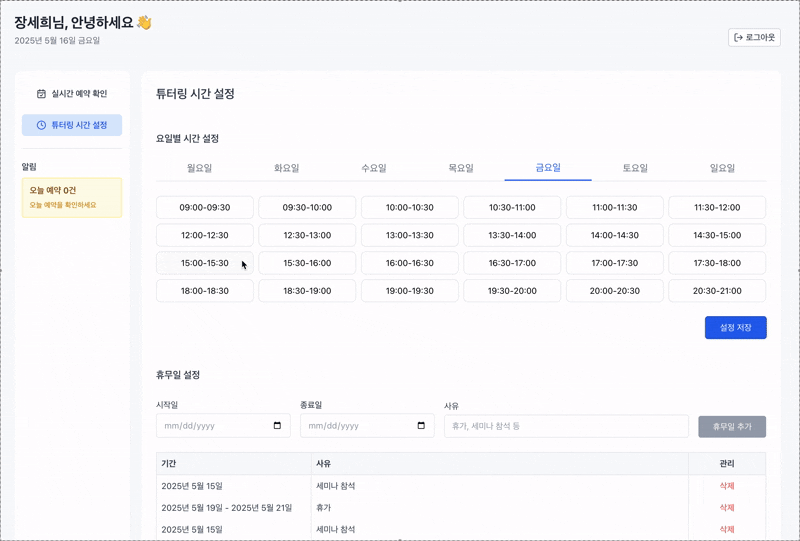 장세희님, 안녕하세요 👋
2025년 5월 16일 금요일
로그아웃
실시간 예약 확인
튜터링 시간 설정
알림
오늘 예약 0건
오늘 예약을 확인하세요
튜터링 시간 설정
요일별 시간 설정
월요일 화요일 수요일 목요일 금요일 토요일 일요일
09:00-09:30 09:30-10:00 10:00-10:30 10:30-11:00 11:00-11:30 11:30-12:00
12:00-12:30 12:30-13:00 13:00-13:30 13:30-14:00 14:00-14:30 14:30-15:00
15:00-15:30 15:30-16:00 16:00-16:30 16:30-17:00 17:00-17:30 17:30-18:00
18:00-18:30 18:30-19:00 19:00-19:30 19:30-20:00 20:00-20:30 20:30-21:00
설정 저장
휴무일 설정
시작일 종료일 사유
mm/dd/yyyy mm/dd/yyyy 휴가, 세미나 참석 등 휴무일 추가
기간 사유 관리
2025년 5월 15일 세미나 참석 삭제
2025년 5월 19일 - 2025년 5월 21일 휴가 삭제
2025년 5월 15일 세미나 참석 삭제